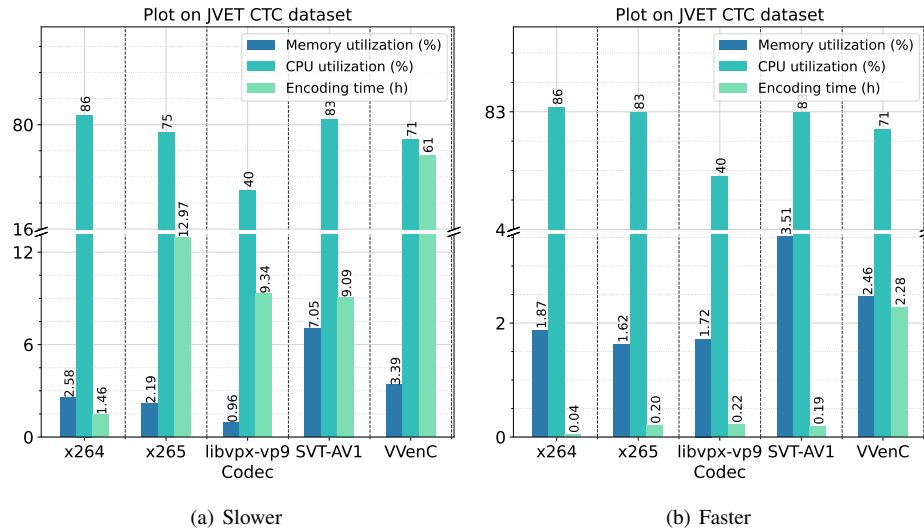 Plot on JVET CTC dataset
Memory utilization (%)
CPU utilization (%)
Encoding time (h)
80
16
12
6
0
2.58
86
1.46
2.19
75
12.97
0.96
40
9.34
7.05
83
9.09
3.39
71
61
x264
x265
libvpx-vp9
SVT-AV1
VVenC
Codec
(a) Slower
Plot on JVET CTC dataset
Memory utilization (%)
CPU utilization (%)
Encoding time (h)
83
4
2
0
1.87
86
0.04
1.62
83
0.20
1.72
40
0.22
3.51
83
0.19
2.46
71
2.28
x264
x265
libvpx-vp9
SVT-AV1
VVenC
Codec
(b) Faster